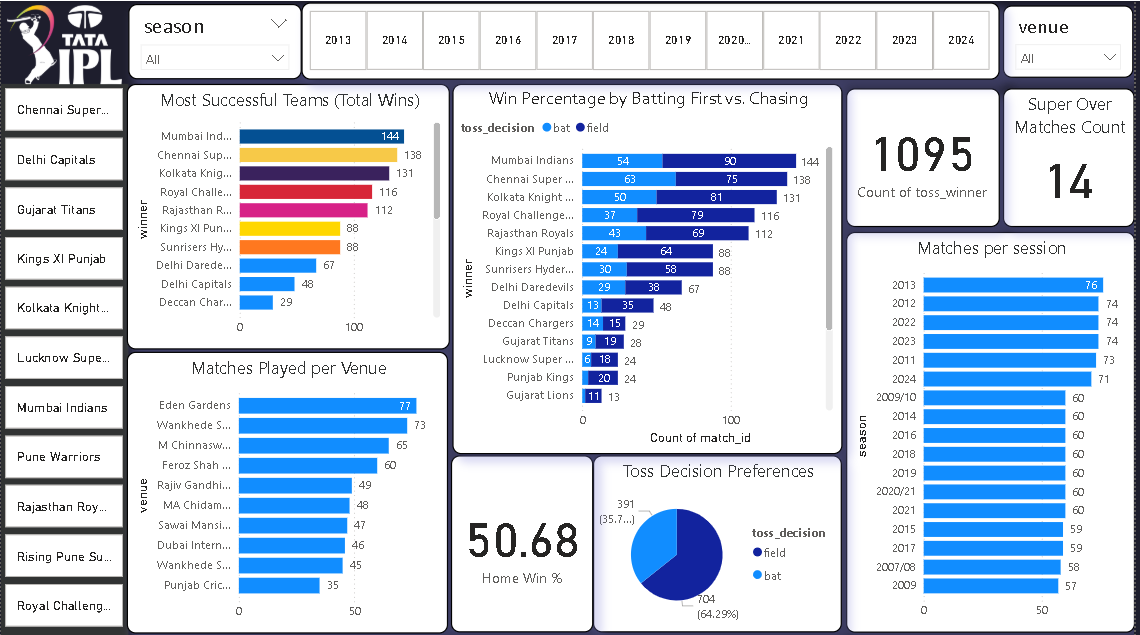 TATA
IPL
season
All
2013
2014
2015
2016
2017
2018
2019
2020...
2021
2022
2023
2024
venue
All
Chennai Super...
Delhi Capitals
Gujarat Titans
Kings XI Punjab
Kolkata Knight...
Lucknow Supe...
Mumbai Indians
Pune Warriors
Rajasthan Roy...
Rising Pune Su...
Royal Challeng...
Most Successful Teams (Total Wins)
winner
Mumbai Ind... 144
Chennai Sup... 138
Kolkata Knig... 131
Royal Challe... 116
Rajasthan R... 112
Kings XI Pun... 88
Sunrisers Hy... 88
Delhi Darede... 67
Delhi Capitals 48
Deccan Char... 29
0 100
Matches Played per Venue
venue
Eden Gardens 77
Wankhede S... 73
M Chinnasw... 65
Feroz Shah ... 60
Rajiv Gandhi... 49
MA Chidam... 48
Sawai Mansi... 47
Dubai Intern... 46
Wankhede S... 45
Punjab Cric... 35
0 50
Win Percentage by Batting First vs. Chasing
toss_decision bat field
winner
Mumbai Indians 54 90 144
Chennai Super ... 63 75 138
Kolkata Knight ... 50 81 131
Royal Challenge... 37 79 116
Rajasthan Royals 43 69 112
Kings XI Punjab 24 64 88
Sunrisers Hyder... 30 58 88
Delhi Daredevils 29 38 67
Delhi Capitals 13 35 48
Deccan Chargers 14 15 29
Gujarat Titans 9 19 28
Lucknow Super ... 6 18 24
Punjab Kings 20 24
Gujarat Lions 11 13
0 100
Count of match_id
50.68
Home Win %
Toss Decision Preferences
391
(35.7...)
704
(64.29%)
toss_decision
field
bat
1095
Count of toss_winner
Super Over
Matches Count
14
Matches per session
season
2013 76
2012 74
2022 74
2023 74
2011 73
2024 71
2009/10 60
2014 60
2016 60
2018 60
2019 60
2020/21 60
2021 60
2015 59
2017 59
2007/08 58
2009 57
0 50